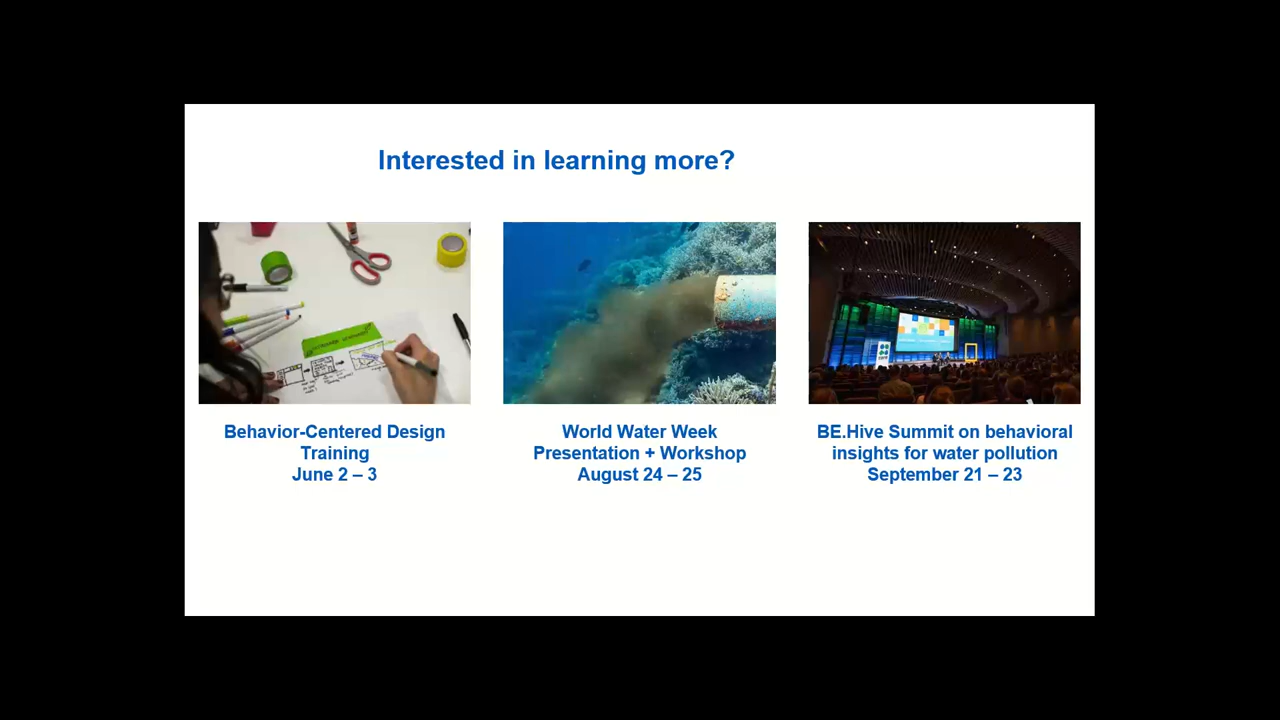 Interested in learning more?
Behavior-Centered Design
Training
June 2 – 3
World Water Week
Presentation + Workshop
August 24 – 25
BE.Hive Summit on behavioral
insights for water pollution
September 21 – 23